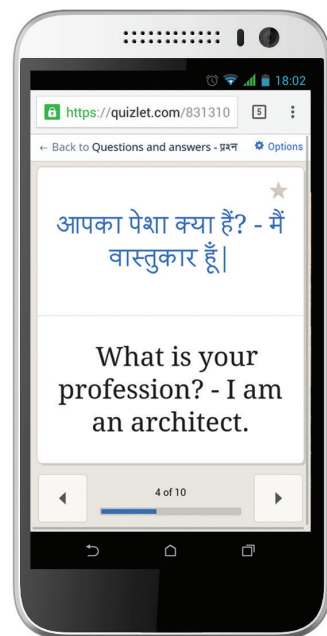 18:02
https://quizlet.com/831310 5
← Back to Questions and answers - प्रश्न Options
आपका पेशा क्या हैं? - मैं
वास्तुकार हूँ|
What is your
profession? - I am
an architect.
4 of 10